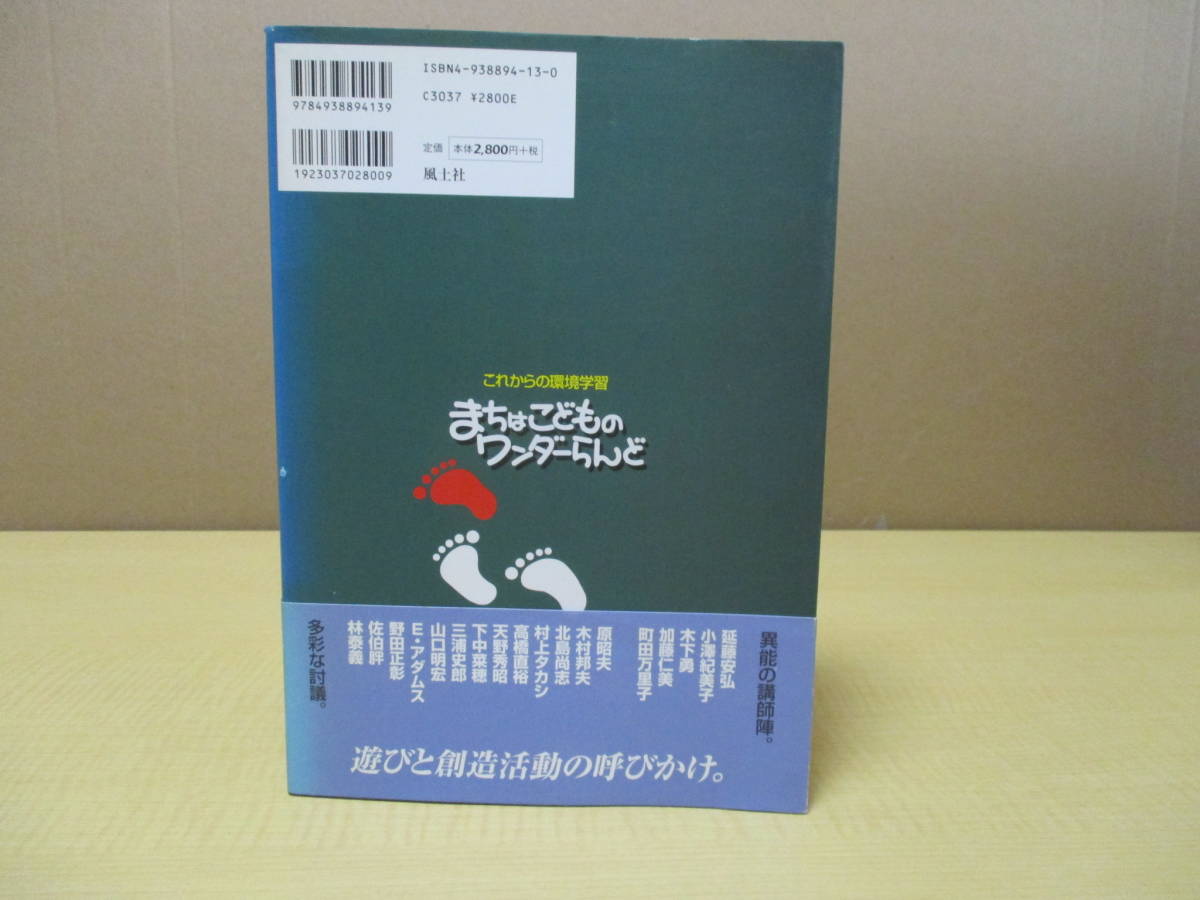 ISBN4-938894-13-0
C3037 ¥2800E
9784938894139
定価 本体2,800円+税
1923037028009
風土社
これからの環境学習
まちはこどもの
ワンダーらんど
異能の講師陣。
延藤安弘
小澤紀美子
木下勇
加藤仁美
町田万里子
原昭夫
木村邦夫
北島尚志
村上タカシ
高橋直裕
天野秀昭
下中菜穂
三浦史郎
山口明宏
E・アダムス
野田正彰
佐伯胖
林泰義
多彩な討議。
遊びと創造活動の呼びかけ。